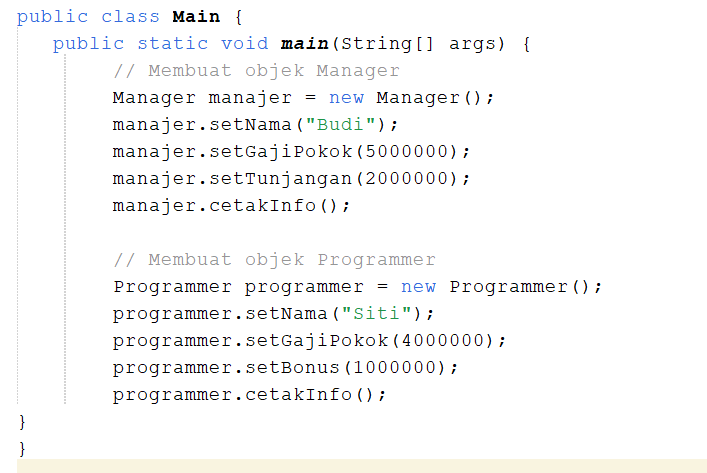 public class Main {
public static void main(String[] args) {
// Membuat objek Manager
Manager manajer = new Manager();
manajer.setNama("Budi");
manajer.setGajiPokok(5000000);
manajer.setTunjangan(2000000);
manajer.cetakInfo();
// Membuat objek Programmer
Programmer programmer = new Programmer();
programmer.setNama("Siti");
programmer.setGajiPokok(4000000);
programmer.setBonus(1000000);
programmer.cetakInfo();
}
}